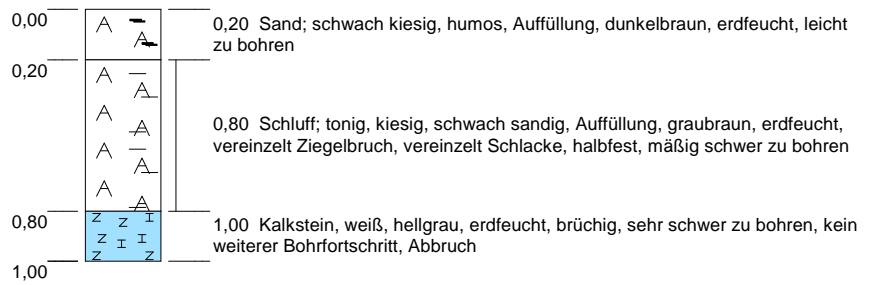 0,00
0,20 Sand; schwach kiesig, humos, Auffüllung, dunkelbraun, erdfeucht, leicht
zu bohren
0,20
0,80 Schluff; tonig, kiesig, schwach sandig, Auffüllung, graubraun, erdfeucht,
vereinzelt Ziegelbruch, vereinzelt Schlacke, halbfest, mäßig schwer zu bohren
0,80
1,00 Kalkstein, weiß, hellgrau, erdfeucht, brüchig, sehr schwer zu bohren, kein
weiterer Bohrfortschritt, Abbruch
1,00
A A
A A
A A
A A
A A
Z Z I
Z I I
Z Z